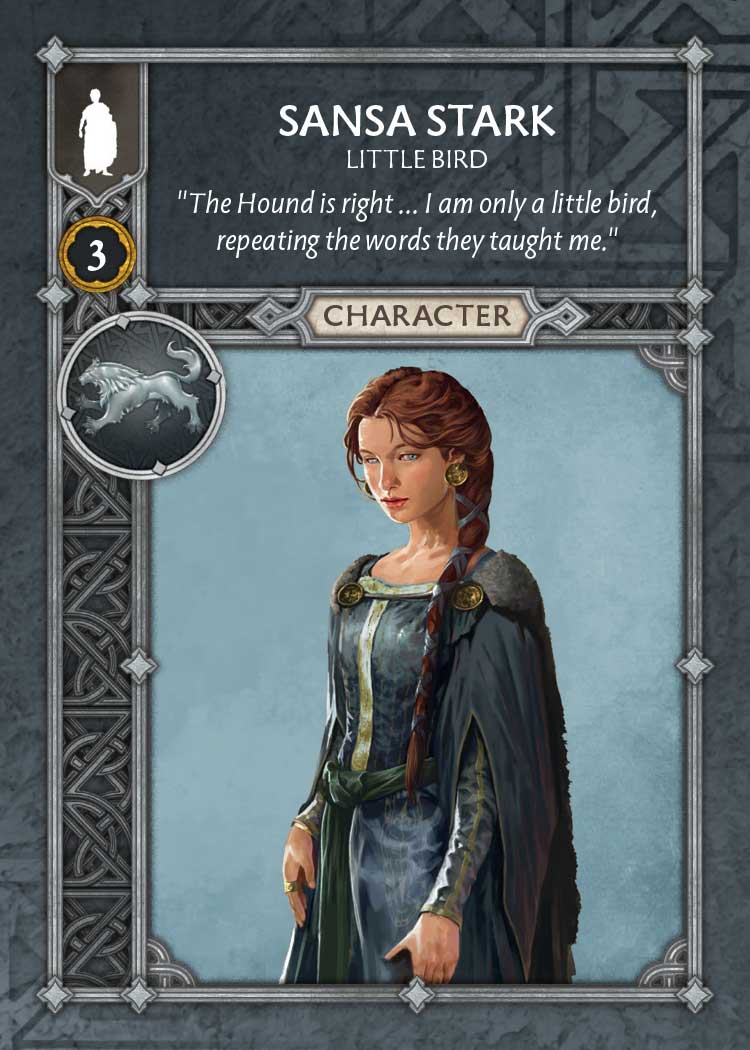 SANSA STARK
LITTLE BIRD
"The Hound is right ... I am only a little bird,
repeating the words they taught me."
3
CHARACTER